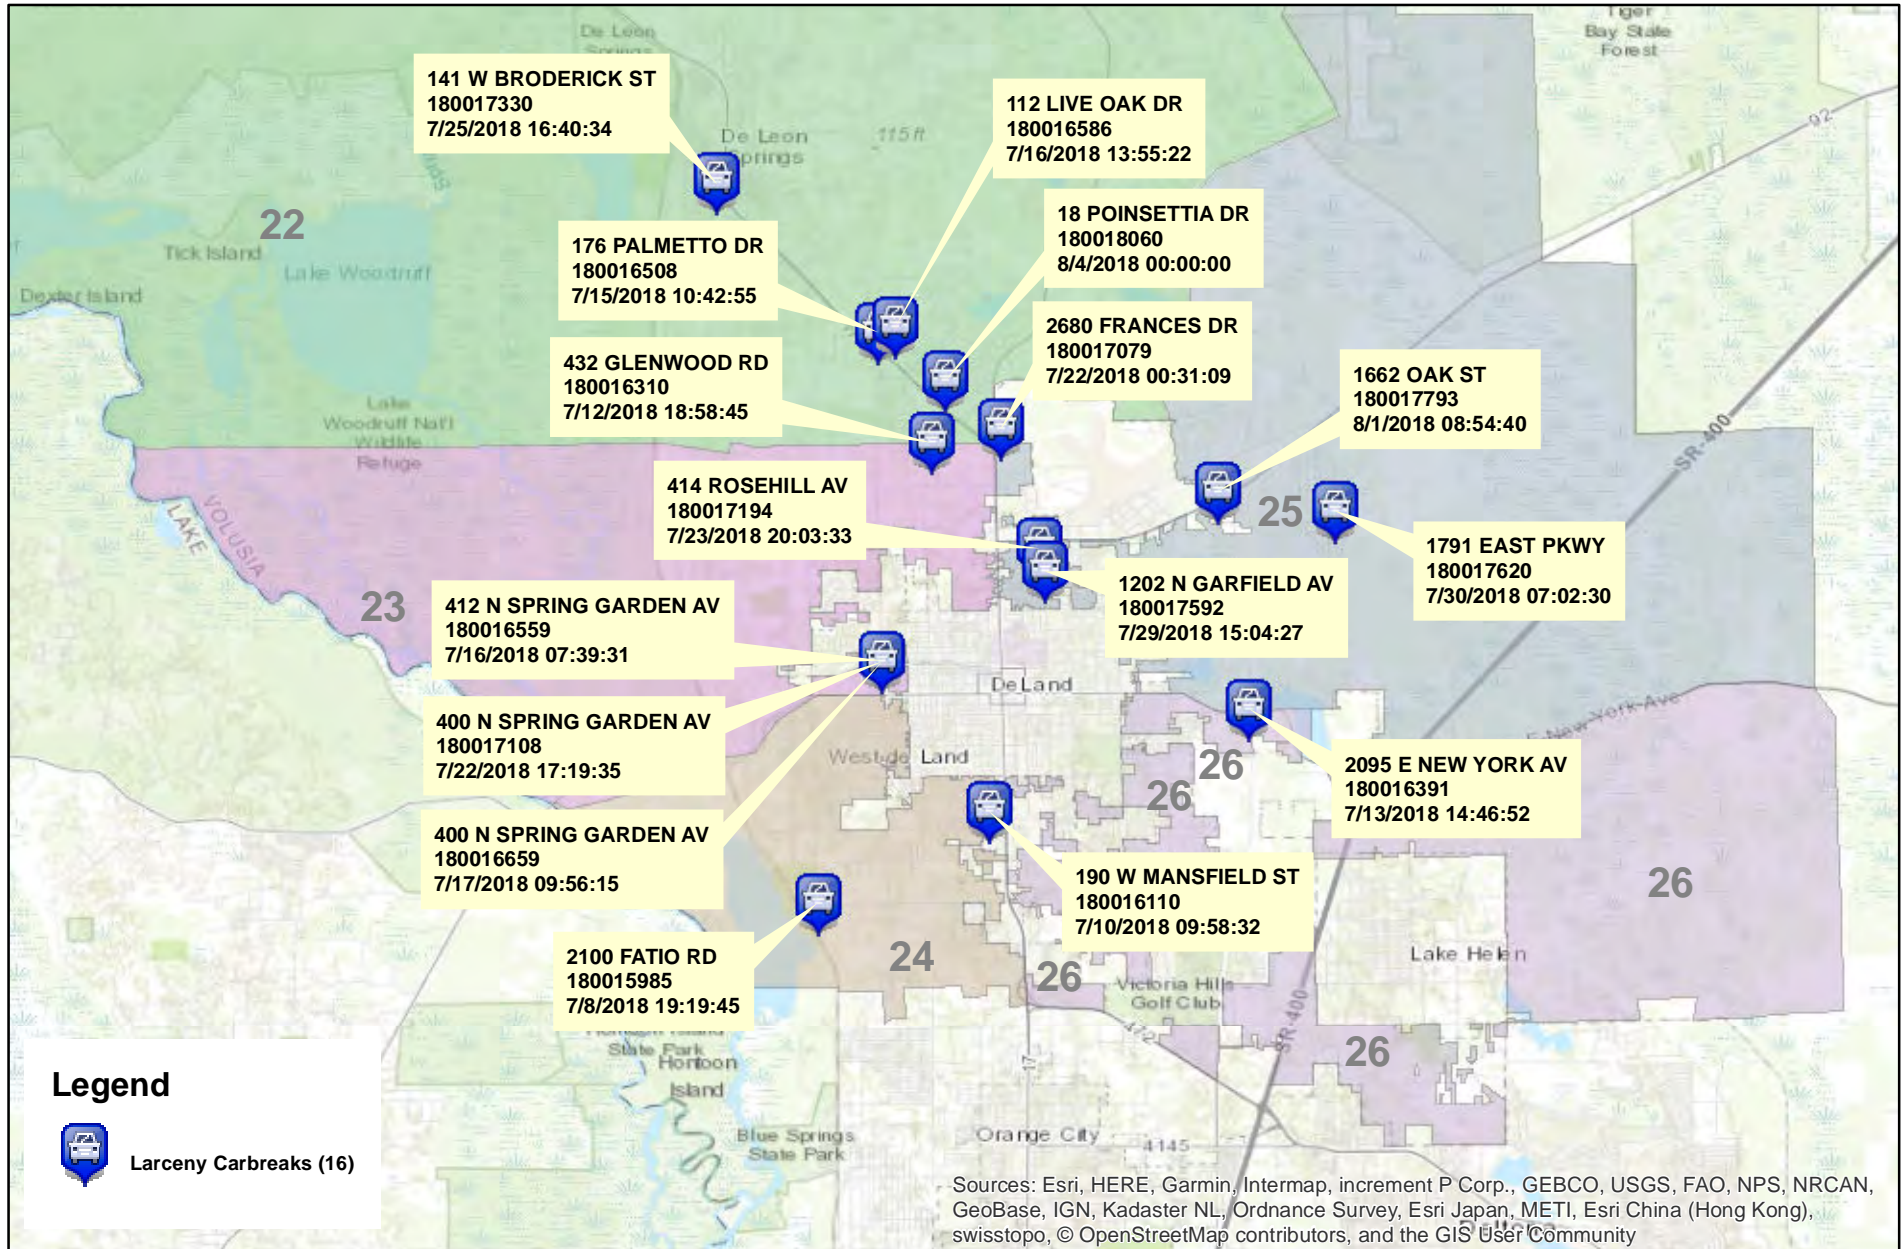 De Leon
Springs
Tiger
Bay State
Forest
141 W BRODERICK ST
180017330
7/25/2018 16:40:34
112 LIVE OAK DR
180016586
7/16/2018 13:55:22
92
De Leon
Springs
115 ft
22
Tick Island
Lake Woodruff
Dexter Island
176 PALMETTO DR
180016508
7/15/2018 10:42:55
18 POINSETTIA DR
180018060
8/4/2018 00:00:00
432 GLENWOOD RD
180016310
7/12/2018 18:58:45
2680 FRANCES DR
180017079
7/22/2018 00:31:09
1662 OAK ST
180017793
8/1/2018 08:54:40
Lake
Woodruff Nat'l
Wildlife
Refuge
SR-400
414 ROSEHILL AV
180017194
7/23/2018 20:03:33
25
VOLUSIA
LAKE
1791 EAST PKWY
180017620
7/30/2018 07:02:30
1202 N GARFIELD AV
180017592
7/29/2018 15:04:27
23
412 N SPRING GARDEN AV
180016559
7/16/2018 07:39:31
DeLand
400 N SPRING GARDEN AV
180017108
7/22/2018 17:19:35
E New York Ave
West de Land
26
26
2095 E NEW YORK AV
180016391
7/13/2018 14:46:52
400 N SPRING GARDEN AV
180016659
7/17/2018 09:56:15
190 W MANSFIELD ST
180016110
7/10/2018 09:58:32
26
2100 FATIO RD
180015985
7/8/2018 19:19:45
24
26
Lake Helen
Victoria Hills
Golf Club
SR-400
472
17
26
Hontoon Island
State Park
Hontoon
Island
Blue Springs
State Park
Orange City
4145
Legend
Larceny Carbreaks (16)
Deltona
Sources: Esri, HERE, Garmin, Intermap, increment P Corp., GEBCO, USGS, FAO, NPS, NRCAN,
GeoBase, IGN, Kadaster NL, Ordnance Survey, Esri Japan, METI, Esri China (Hong Kong),
swisstopo, © OpenStreetMap contributors, and the GIS User Community